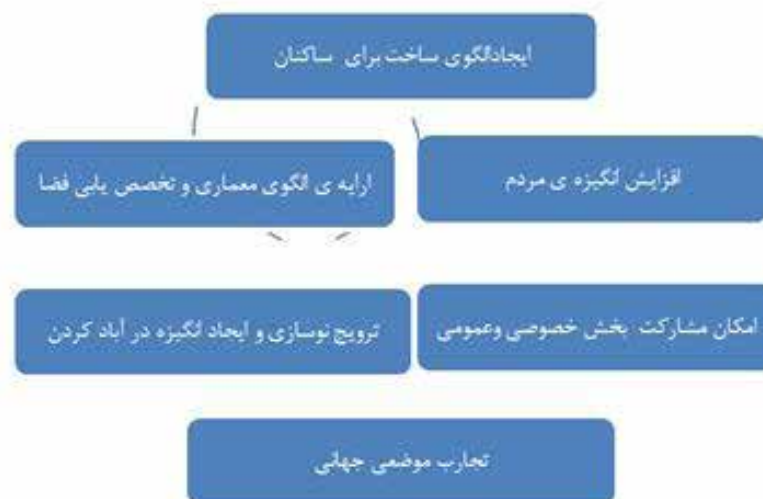 ایجادالگوی ساخت برای ساکنان
افزایش انگیزه ی مردم
ارایه ی الگوی معماری و تخصص یابی فضا
امکان مشارکت بخش خصوصی وعمومی
ترویج نوسازی و ایجاد انگیزه در آباد کردن
تجارب موضعی جهانی